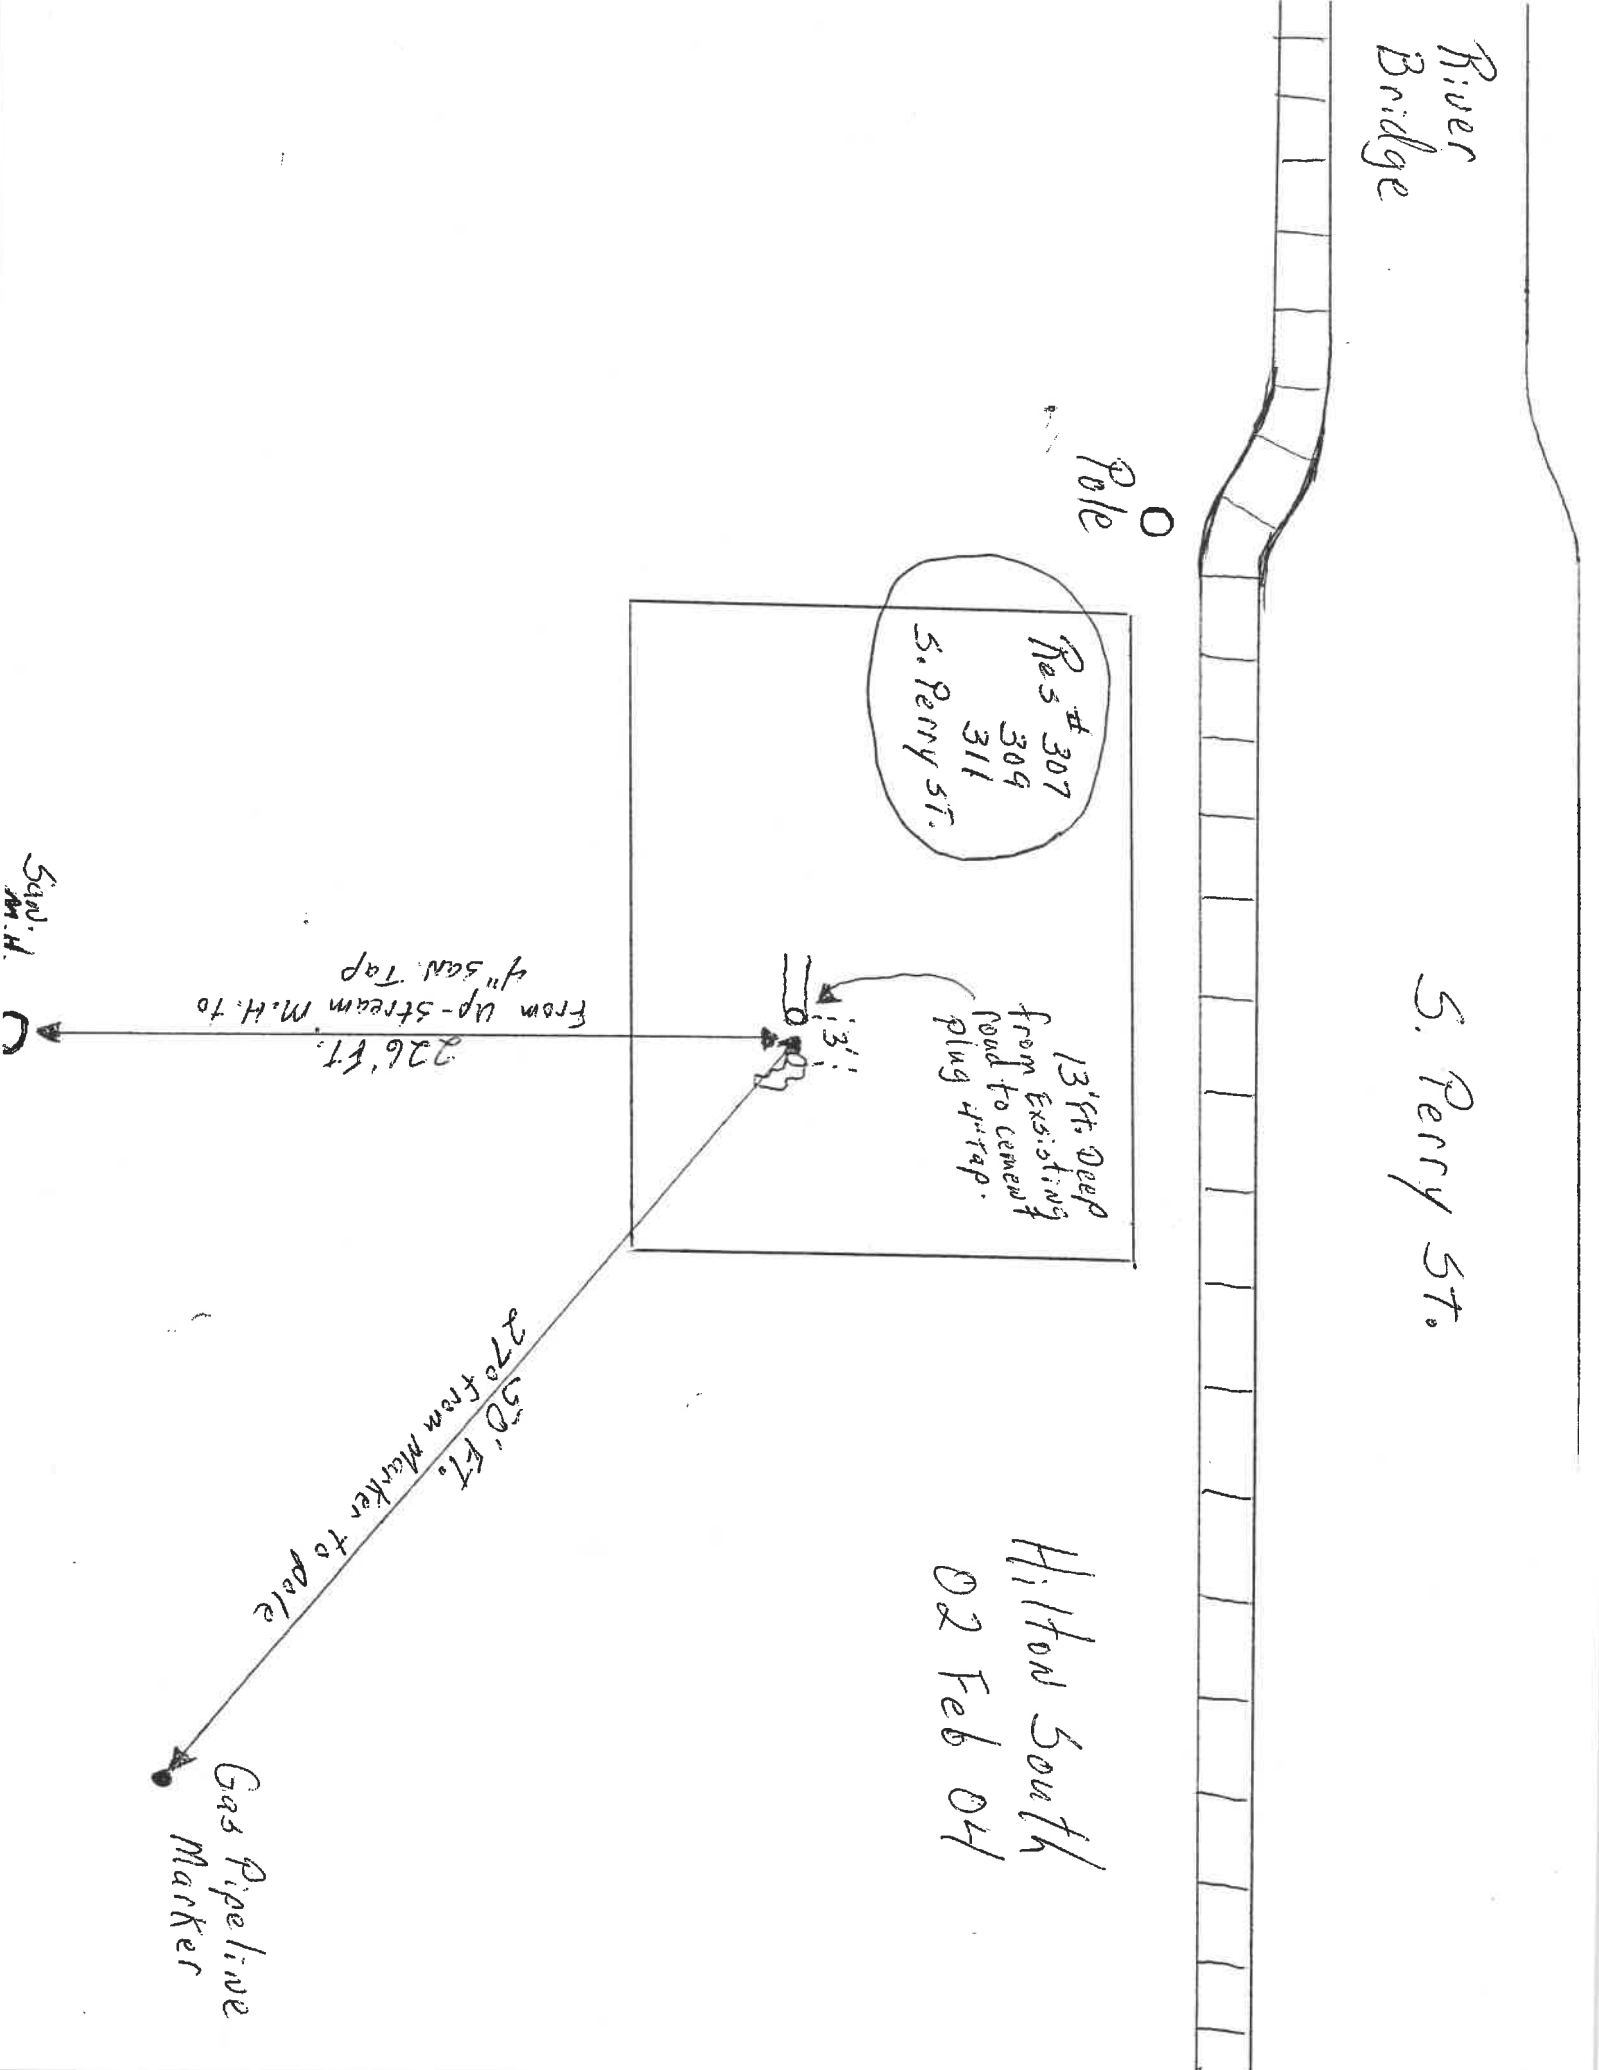 River
Bridge
S. Perry St.
Pole
Res # 307
309
311
S. Perry St.
13' ft. Deep
from Exsisting
road to cement
plug 4" tap.
3'
226' FT.
From Up-stream M.H. to
4" San. Tap
San.
M.H.
50' FT.
270 From Marker to pole
Gas Pipeline
Marker
Hilton South
02 Feb 04